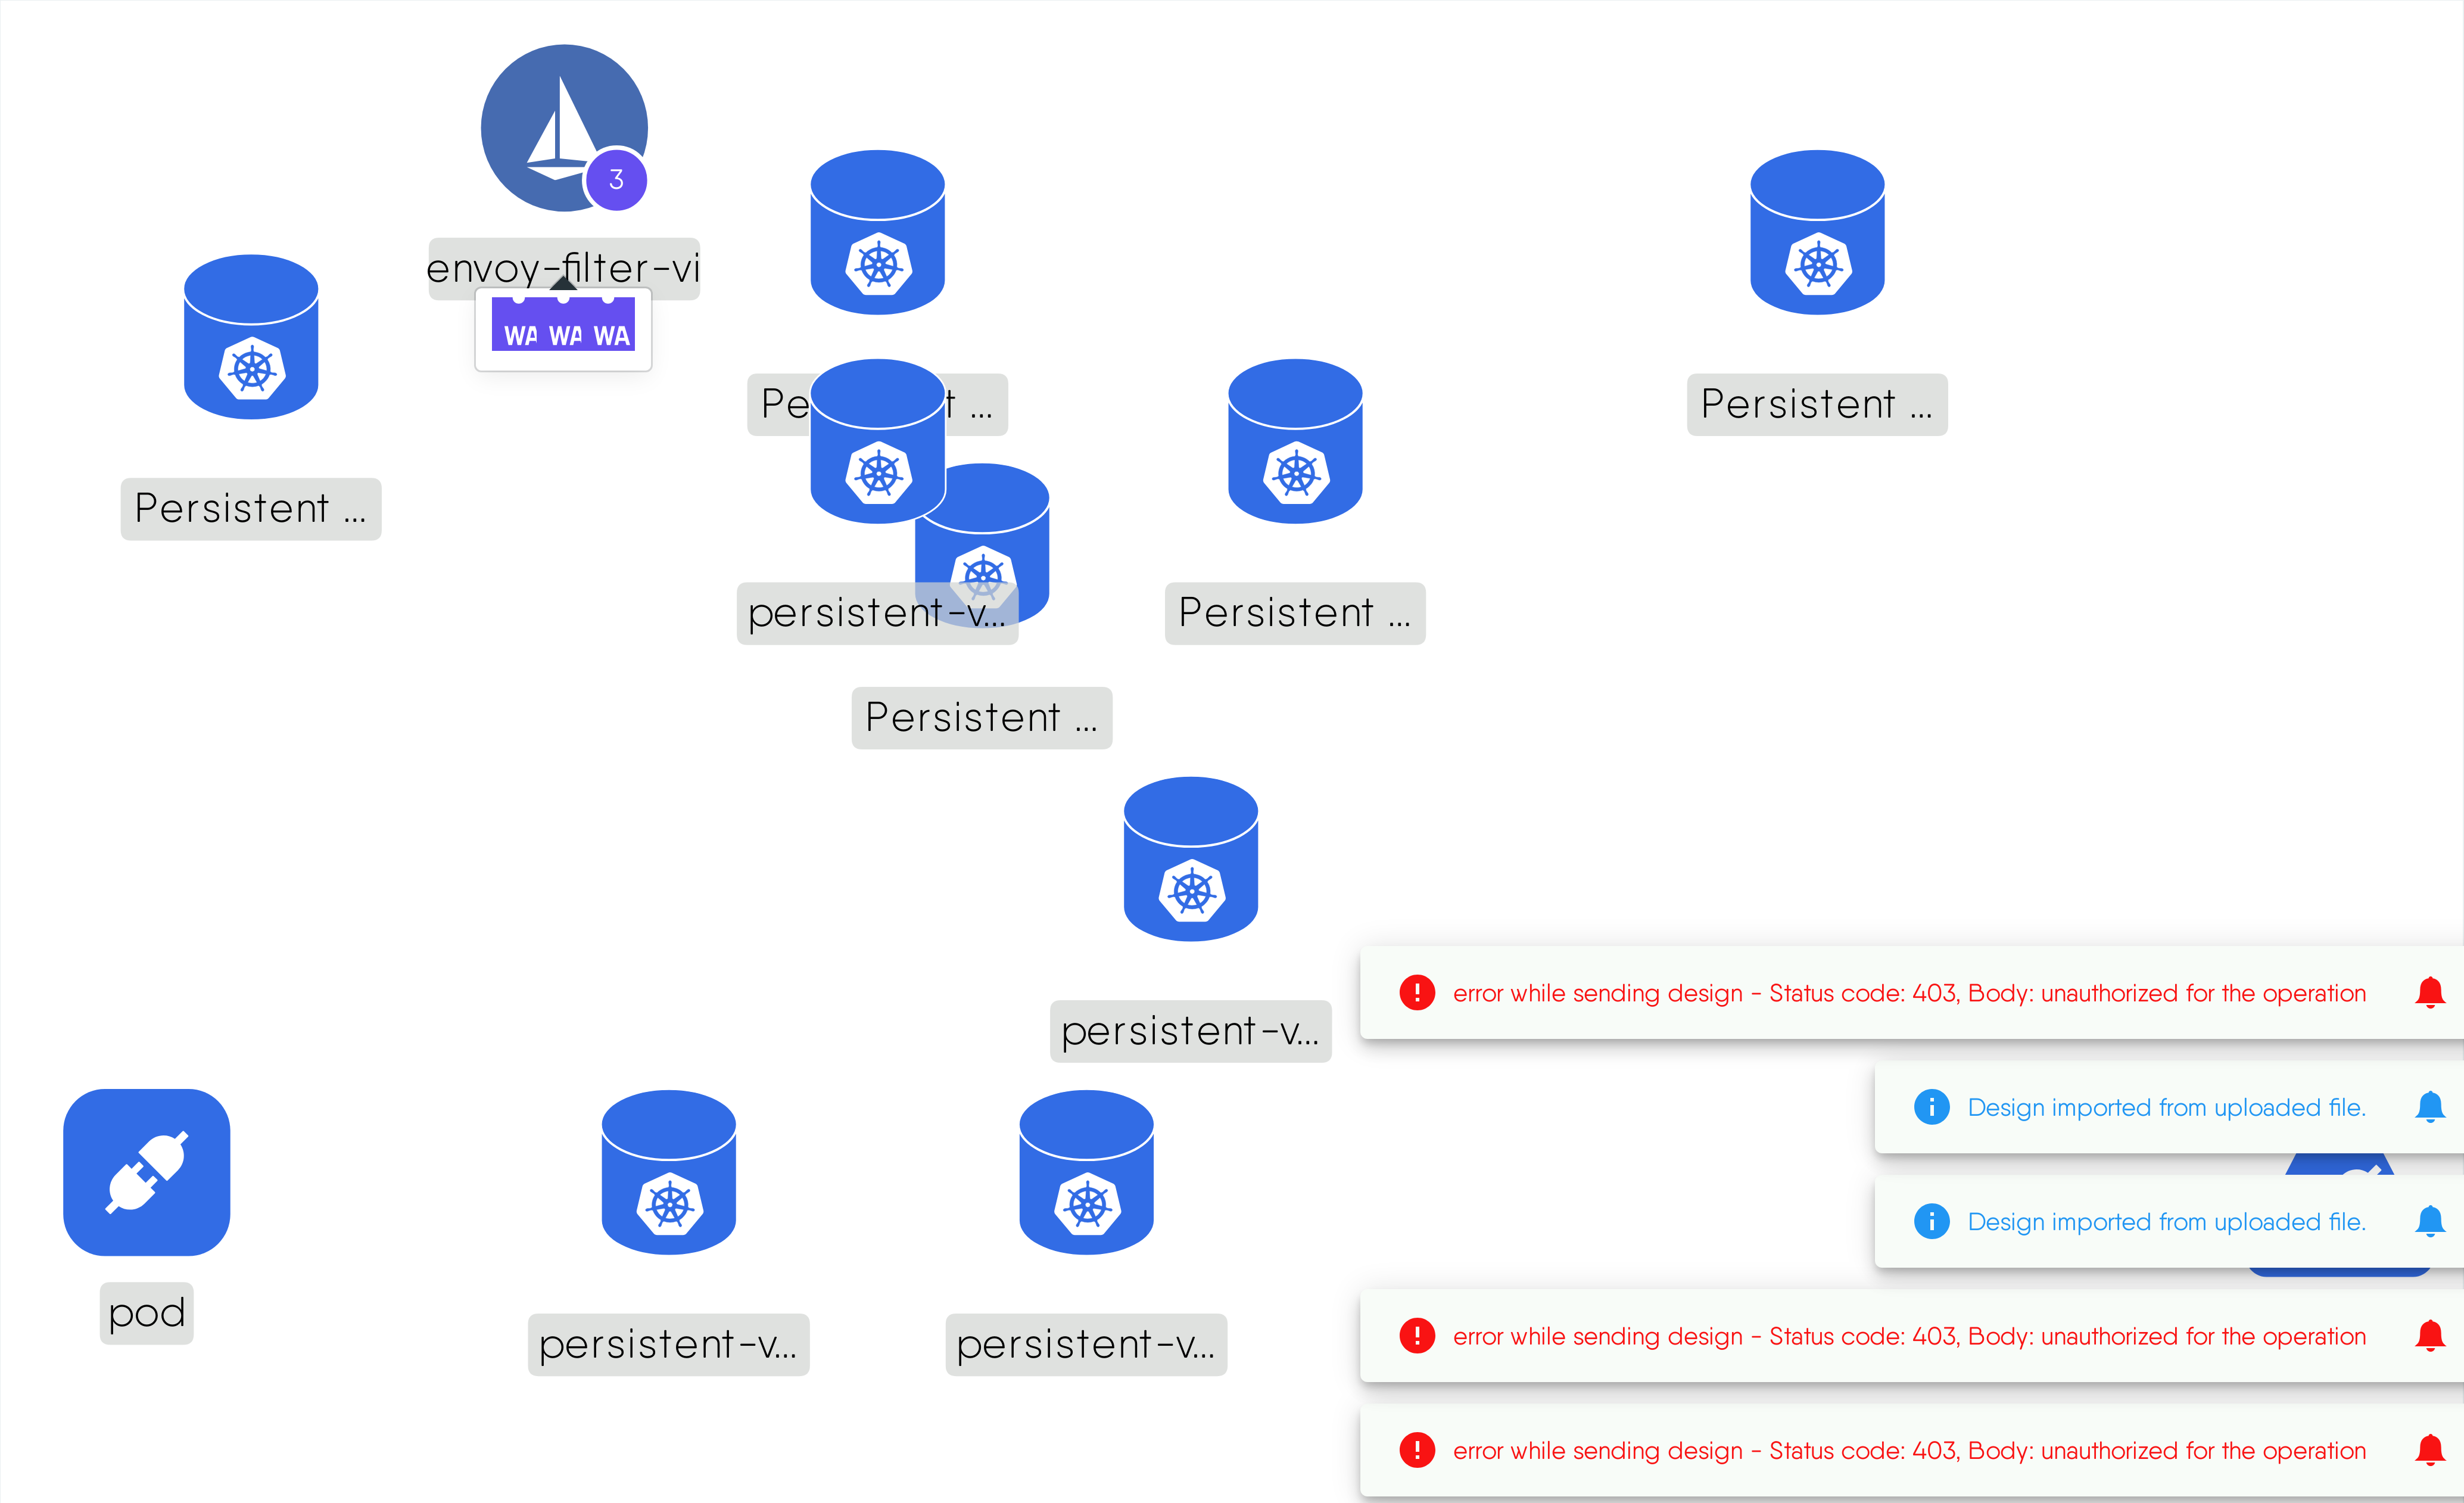 3
envoy-filter-vi
WA WA WA
Persistent ...
Persistent ...
Persistent ...
persistent-v...
Persistent ...
Persistent ...
persistent-v...
error while sending design - Status code: 403, Body: unauthorized for the operation
Design imported from uploaded file.
Design imported from uploaded file.
pod
persistent-v...
persistent-v...
error while sending design - Status code: 403, Body: unauthorized for the operation
error while sending design - Status code: 403, Body: unauthorized for the operation